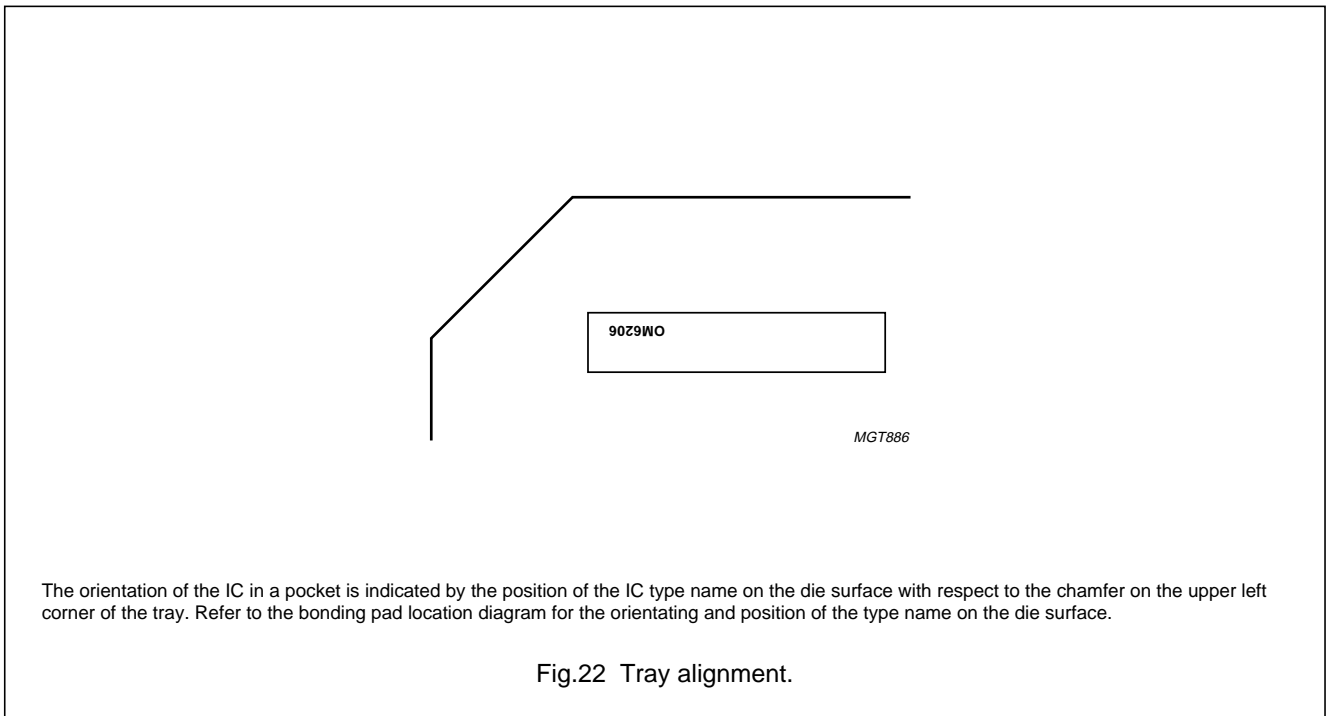 OM6206
MGT886
The orientation of the IC in a pocket is indicated by the position of the IC type name on the die surface with respect to the chamfer on the upper left
corner of the tray. Refer to the bonding pad location diagram for the orientating and position of the type name on the die surface.
Fig.22 Tray alignment.